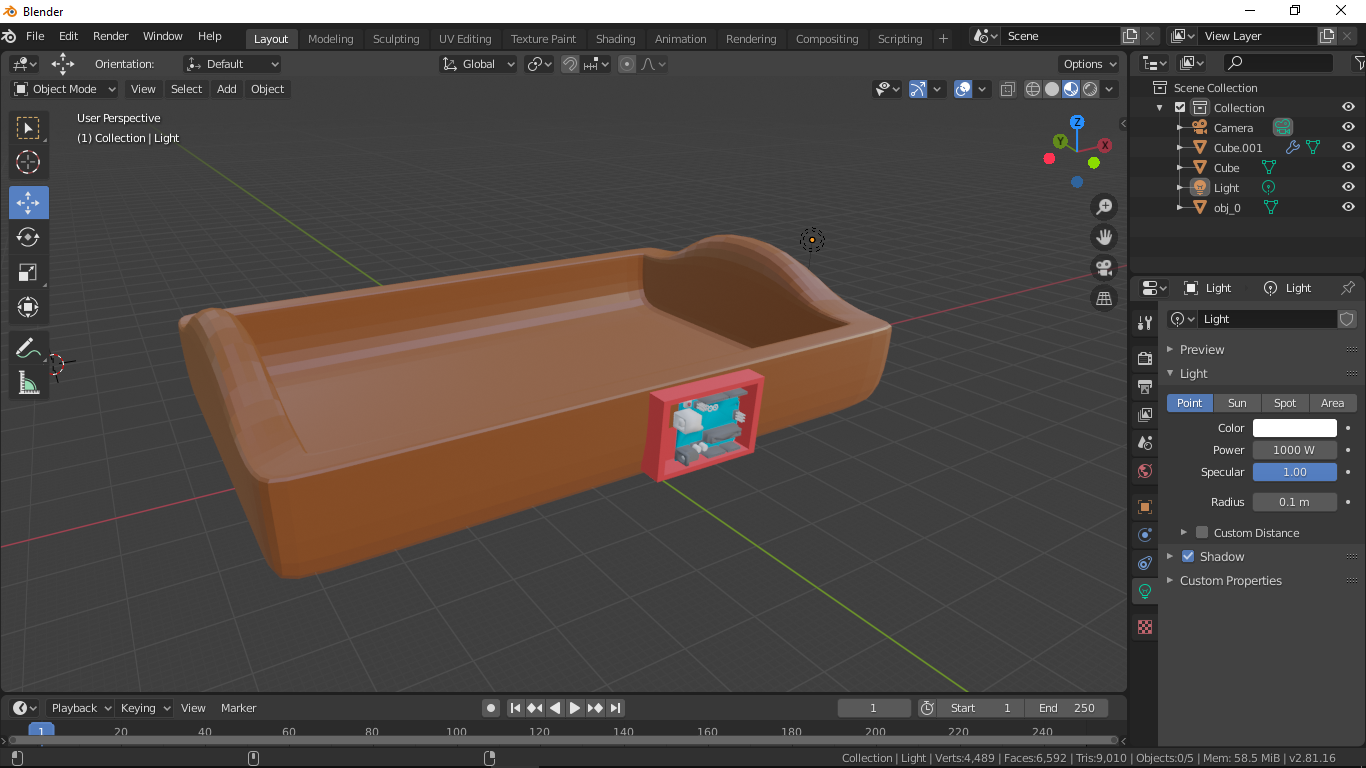 Blender
File Edit Render Window Help Layout Modeling Sculpting UV Editing Texture Paint Shading Animation Rendering Compositing Scripting + Scene View Layer
Orientation: Default Global Options
Object Mode View Select Add Object
User Perspective
(1) Collection | Light
Z
Y
X
Scene Collection
Collection
Camera
Cube.001
Cube
Light
obj_0
Light Light
Light
Preview
Light
Point Sun Spot Area
Color
Power 1000 W
Specular 1.00
Radius 0.1 m
Custom Distance
Shadow
Custom Properties
Playback Keying View Marker 1 Start 1 End 250
1 20 40 60 80 100 120 140 160 180 200 220 240
Collection | Light | Verts:4,489 | Faces:6,592 | Tris:9,010 | Objects:0/5 | Mem: 58.5 MiB | v2.81.16